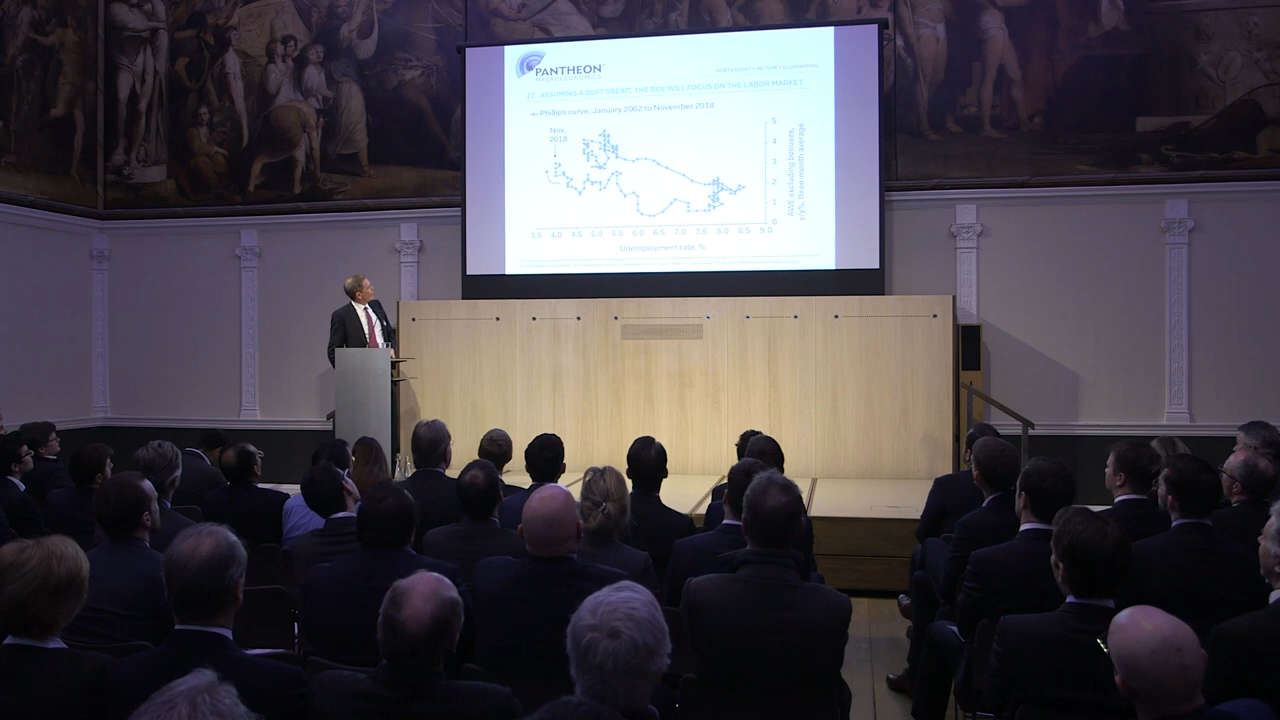 PANTHEON
MACROECONOMICS
INDEPENDENT • INCISIVE • ILLUMINATING
27. ASSUMING A SOFT BREXIT, THE BOE WILL FOCUS ON THE LABOR MARKET
Phillips curve, January 2002 to November 2018
Nov.
2018
5
4
3
2
1
0
AWE excluding bonuses,
y/y%, three-month average
3.5 4.0 4.5 5.0 5.5 6.0 6.5 7.0 7.5 8.0 8.5 9.0
Unemployment rate, %